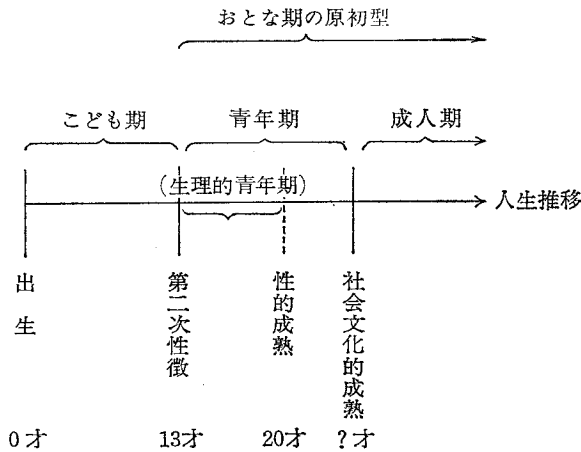 おとな期の原初型
こども期 青年期 成人期
(生理的青年期)
人生推移
出生
第二次性徴
性的成熟
社会文化的成熟
0才 13才 20才 ?才